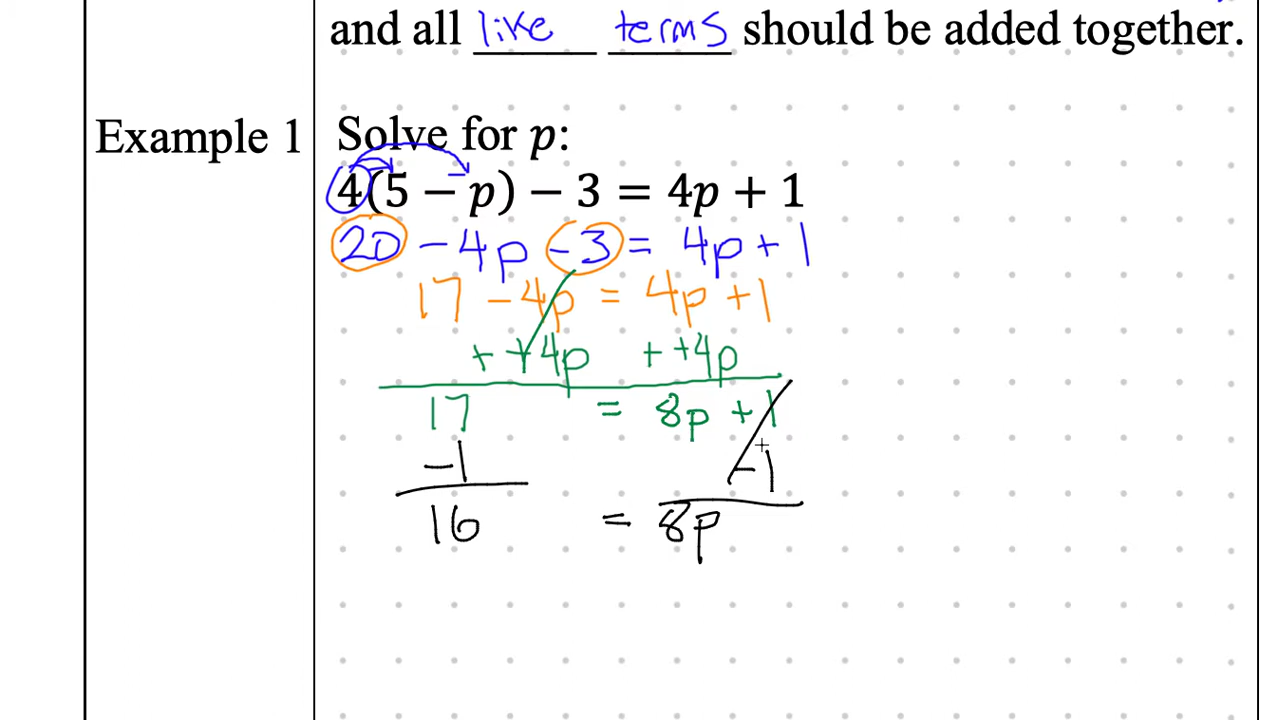 and all like terms should be added together.
Example 1
Solve for p:
4(5 − p) − 3 = 4p + 1
20 − 4p − 3 = 4p + 1
17 − 4p = 4p + 1
+ +4p + +4p
17 = 8p + 1
−1 −1
16 = 8p